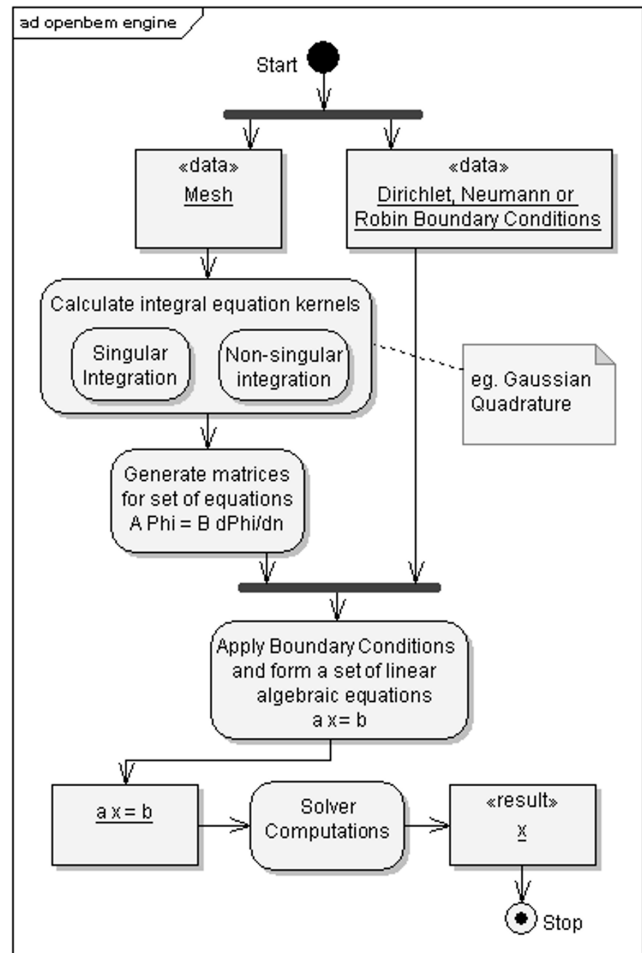 ad openbem engine
Start
«data»
Mesh
«data»
Dirichlet, Neumann or
Robin Boundary Conditions
Calculate integral equation kernels
Singular
Integration
Non-singular
integration
eg. Gaussian
Quadrature
Generate matrices
for set of equations
A Phi = B dPhi/dn
Apply Boundary Conditions
and form a set of linear
algebraic equations
a x = b
a x = b
Solver
Computations
«result»
x
Stop